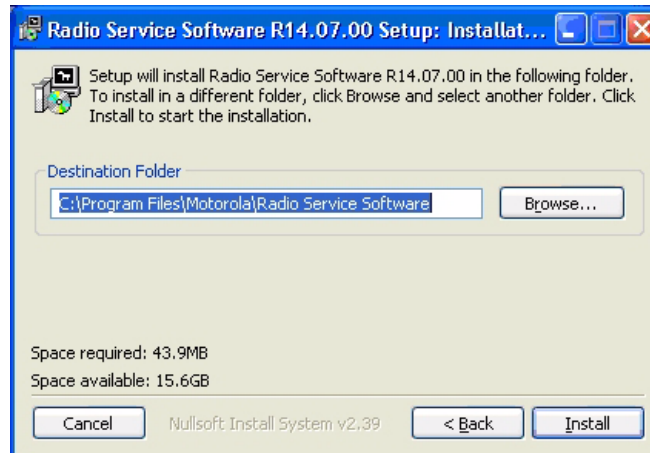 Radio Service Software R14.07.00 Setup: Installat...
Setup will install Radio Service Software R14.07.00 in the following folder.
To install in a different folder, click Browse and select another folder. Click
Install to start the installation.
Destination Folder
C:\Program Files\Motorola\Radio Service Software
Browse...
Space required: 43.9MB
Space available: 15.6GB
Cancel
Nullsoft Install System v2.39
< Back
Install